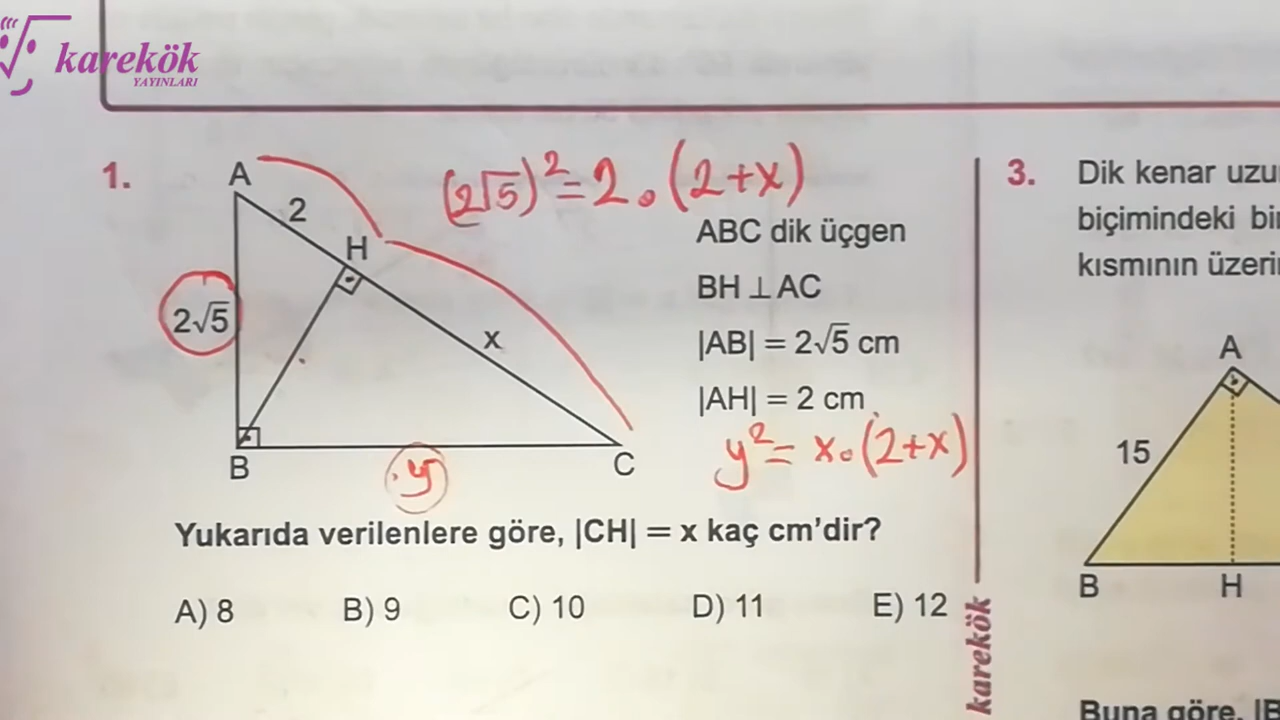 karekök
YAYINLARI
1.
A
2
H
2√5
x
B
y
C
(2√5)² = 2 . (2+x)
ABC dik üçgen
BH ⊥ AC
|AB| = 2√5 cm
|AH| = 2 cm
y² = x . (2+x)
Yukarıda verilenlere göre, |CH| = x kaç cm'dir?
A) 8 B) 9 C) 10 D) 11 E) 12
karekök
3. Dik kenar uzu
biçimindeki bi
kısmının üzeri
A
15
B
H
Buna göre, |B